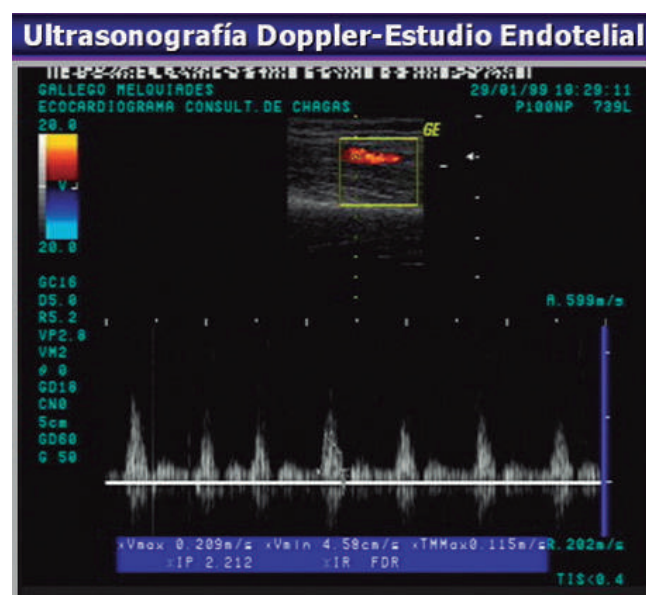 Ultrasonografía Doppler-Estudio Endotelial
GALLEGO MELQUIADES 29/01/99 10:29:11
ECOCARDIOGRAMA CONSULT.DE CHAGAS P100NP 739L
20.0
GE
V
20.0
GC16
D5.0 A.599m/s
R5.2
VP2.8
VM2
0
GD18
CN0
5cm
GD60
G 50
xVmax 0.209m/s xVmin 4.58cm/s xTMMax0.115m/s R.202m/s
xIP 2.212 xIR FDR
TIS<0.4